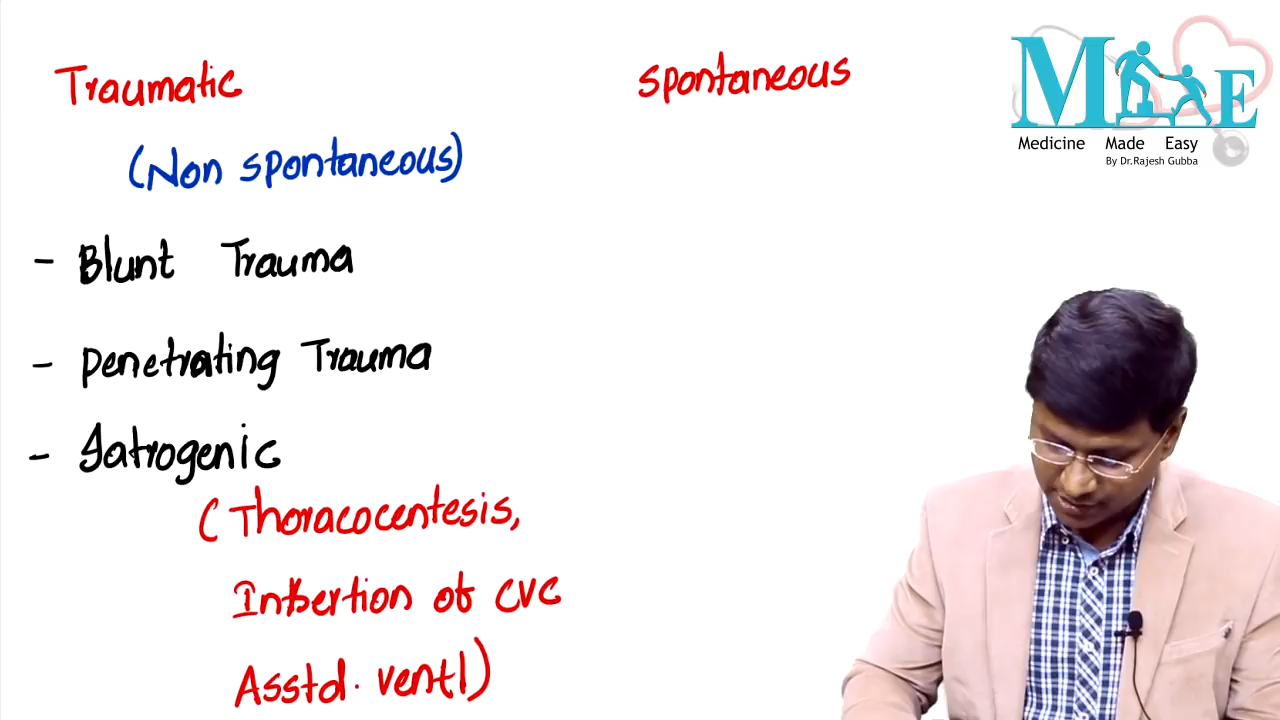 Traumatic
spontaneous
(Non spontaneous)
- Blunt Trauma
- Penetrating Trauma
- Iatrogenic
(Thoracocentesis,
Insertion of CVC
Asstd. ventl)
MME
Medicine Made Easy
By Dr.Rajesh Gubba